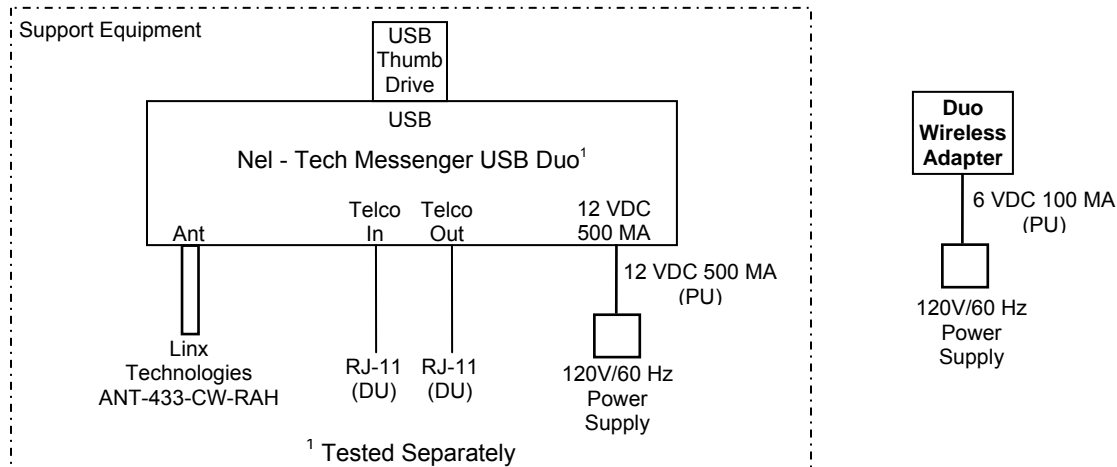 Support Equipment
USB
Thumb
Drive
USB
Nel - Tech Messenger USB Duo¹
Ant
Telco
In
Telco
Out
12 VDC
500 MA
12 VDC 500 MA
(PU)
Linx
Technologies
ANT-433-CW-RAH
RJ-11
(DU)
RJ-11
(DU)
120V/60 Hz
Power
Supply
¹ Tested Separately
Duo
Wireless
Adapter
6 VDC 100 MA
(PU)
120V/60 Hz
Power
Supply